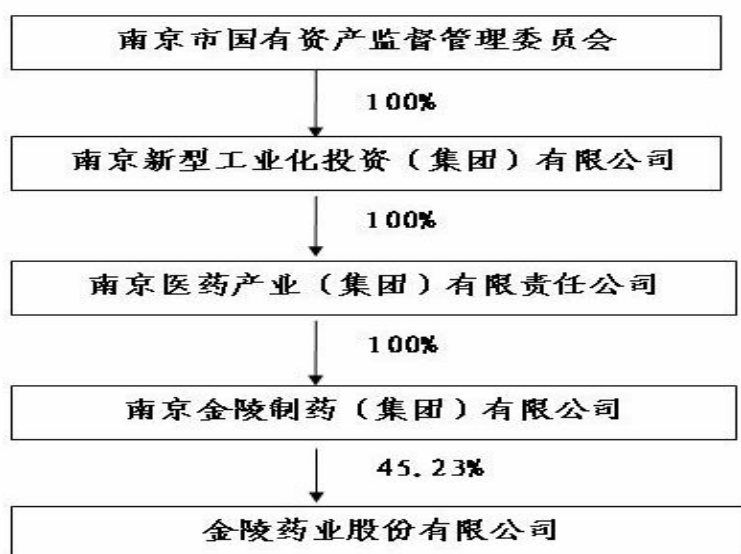 南京市国有资产监督管理委员会
100%
南京新型工业化投资（集团）有限公司
100%
南京医药产业（集团）有限责任公司
100%
南京金陵制药（集团）有限公司
45.23%
金陵药业股份有限公司